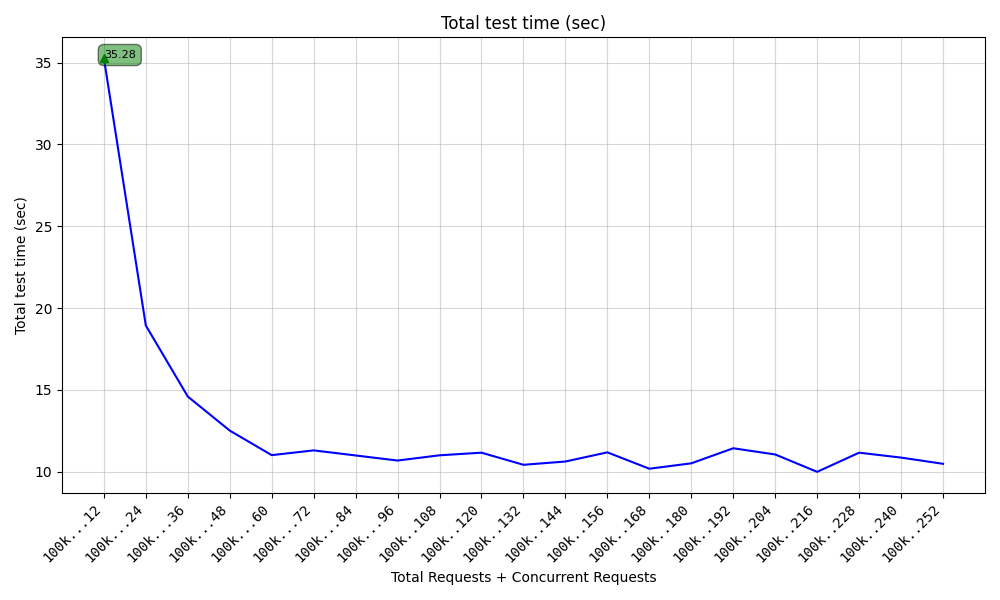 Total test time (sec)
35.28
35
30
25
20
15
10
Total test time (sec)
100k...12
100k...24
100k...36
100k...48
100k...60
100k...72
100k...84
100k...96
100k..108
100k..120
100k..132
100k..144
100k..156
100k..168
100k..180
100k..192
100k..204
100k..216
100k..228
100k..240
100k..252
Total Requests + Concurrent Requests